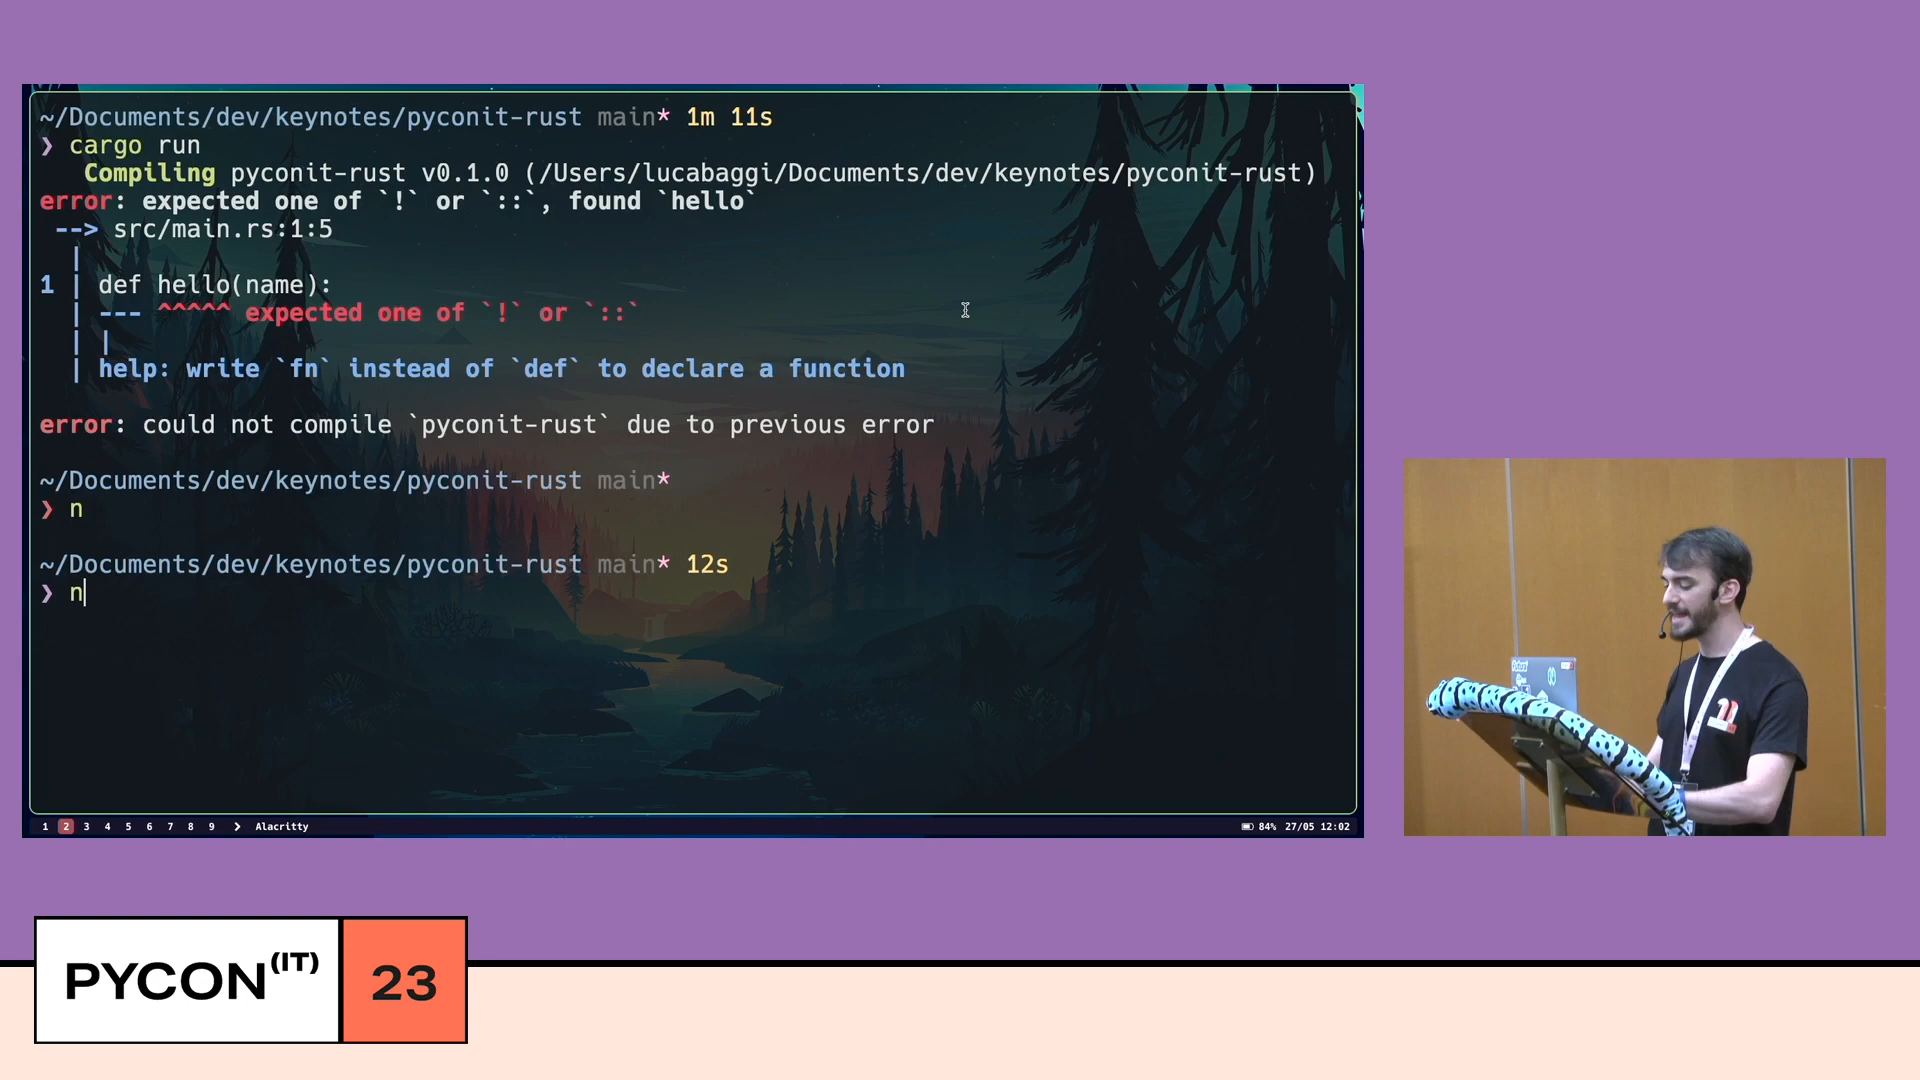 ~/Documents/dev/keynotes/pyconit-rust main* 1m 11s
❯ cargo run
Compiling pyconit-rust v0.1.0 (/Users/lucabaggi/Documents/dev/keynotes/pyconit-rust)
error: expected one of `!` or `::`, found `hello`
--> src/main.rs:1:5
|
1 | def hello(name):
| --- ^^^^^ expected one of `!` or `::`
| |
| help: write `fn` instead of `def` to declare a function
error: could not compile `pyconit-rust` due to previous error
~/Documents/dev/keynotes/pyconit-rust main*
❯ n
~/Documents/dev/keynotes/pyconit-rust main* 12s
❯ n
1 2 3 4 5 6 7 8 9 > Alacritty
84% 27/05 12:02
PYCON(IT) 23